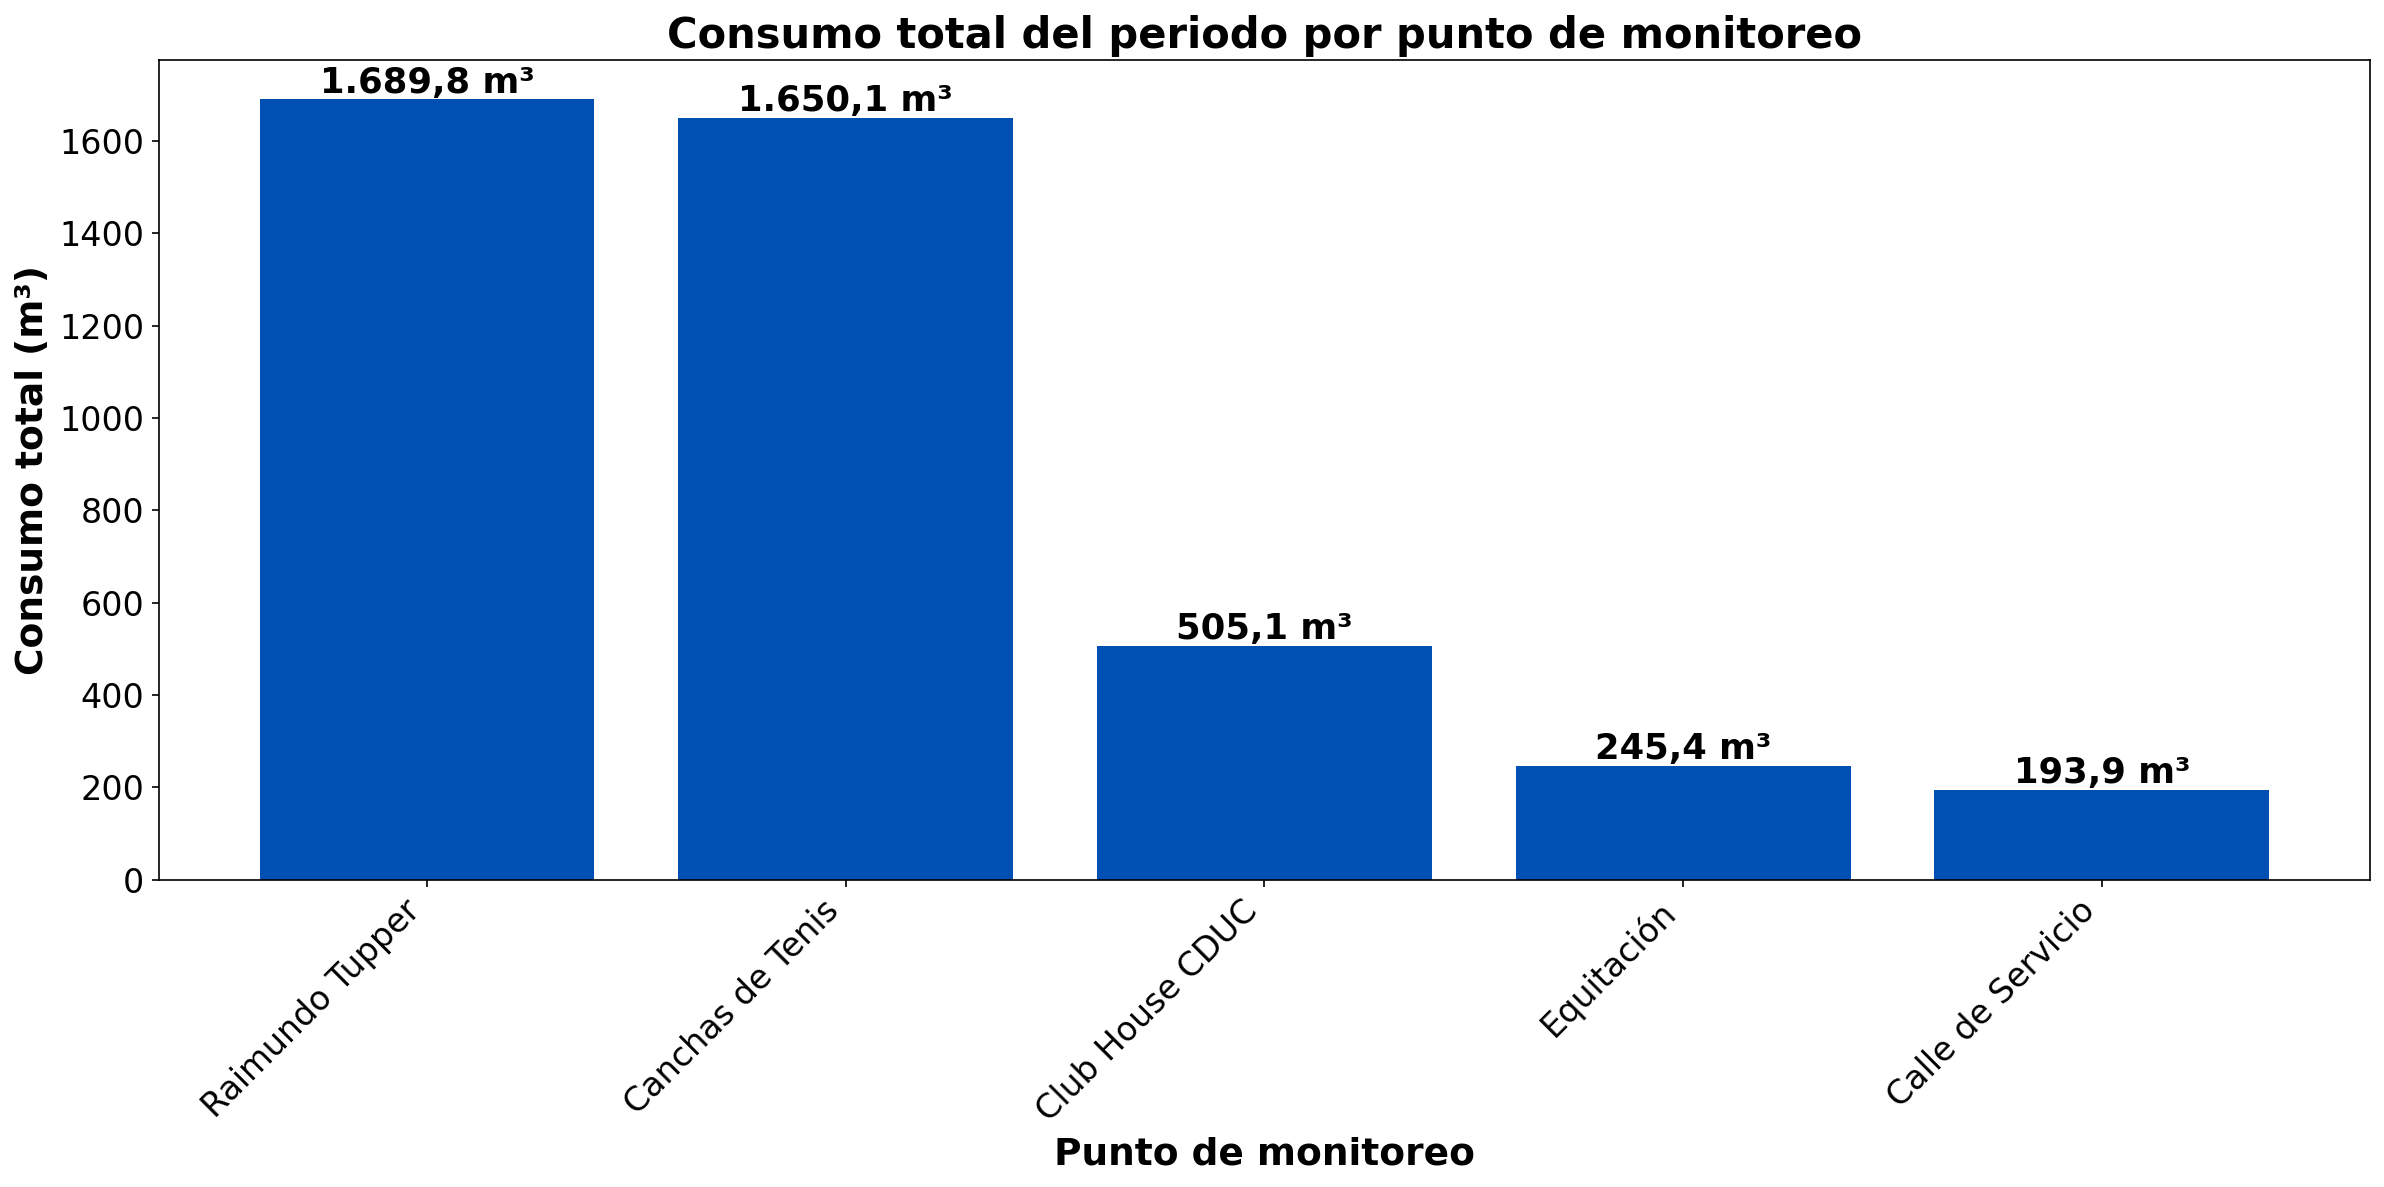 Consumo total del periodo por punto de monitoreo
1.689,8 m³
1.650,1 m³
505,1 m³
245,4 m³
193,9 m³
Consumo total (m³)
1600
1400
1200
1000
800
600
400
200
0
Raimundo Tupper
Canchas de Tenis
Club House CDUC
Equitación
Calle de Servicio
Punto de monitoreo